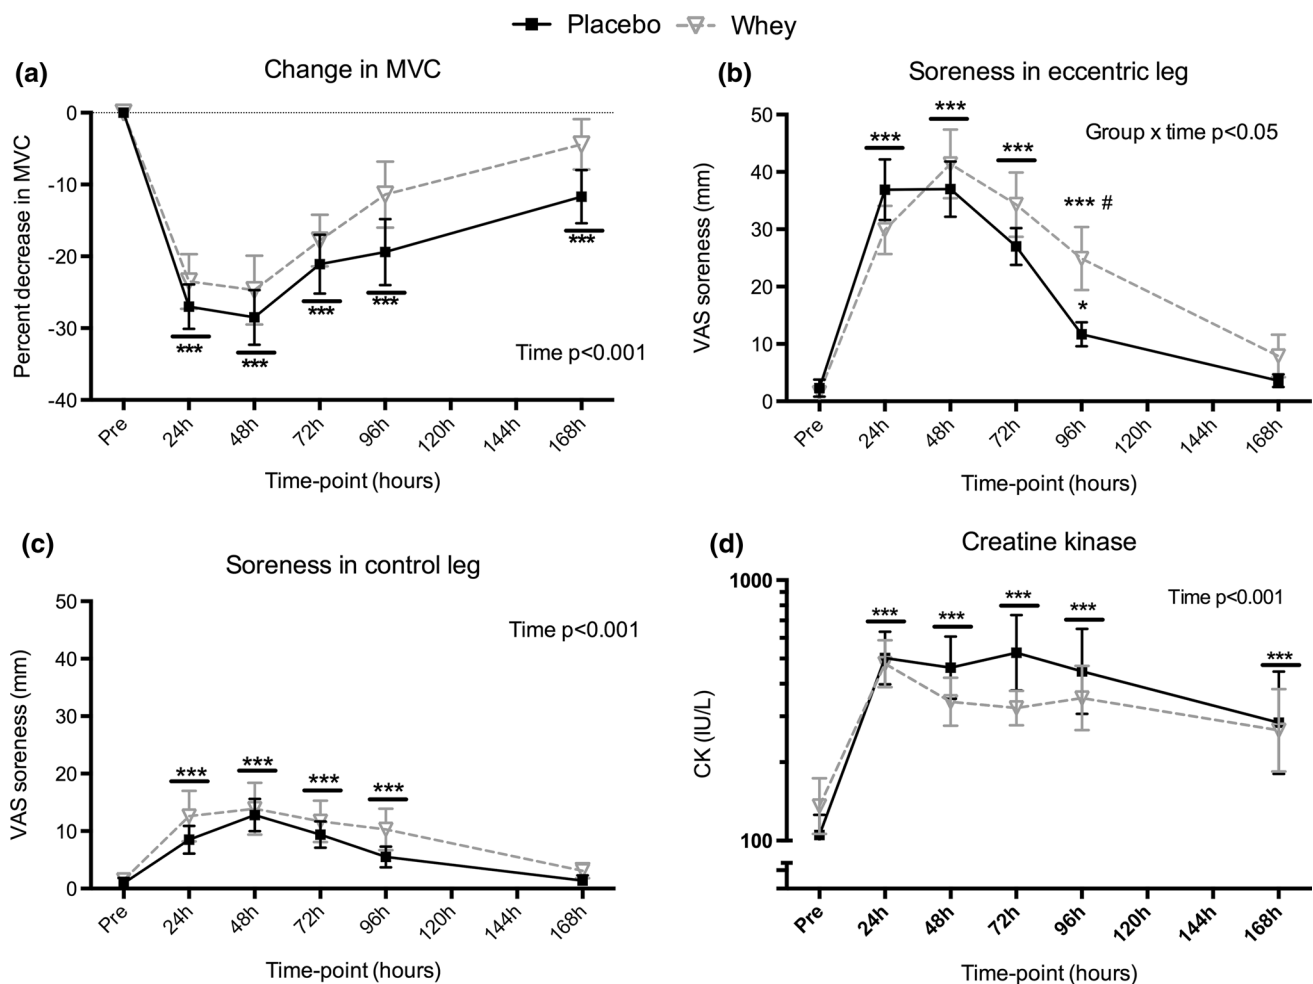 Placebo Whey
(a)
Change in MVC
Percent decrease in MVC
0
-10
-20
-30
-40
***
***
***
***
***
Time p<0.001
Pre 24h 48h 72h 96h 120h 144h 168h
Time-point (hours)
(b)
Soreness in eccentric leg
VAS soreness (mm)
50
40
30
20
10
0
***
***
***
*** #
*
Group x time p<0.05
Pre 24h 48h 72h 96h 120h 144h 168h
Time-point (hours)
(c)
Soreness in control leg
VAS soreness (mm)
50
40
30
20
10
0
***
***
***
***
Time p<0.001
Pre 24h 48h 72h 96h 120h 144h 168h
Time-point (hours)
(d)
Creatine kinase
CK (IU/L)
1000
100
***
***
***
***
***
Time p<0.001
Pre 24h 48h 72h 96h 120h 144h 168h
Time-point (hours)